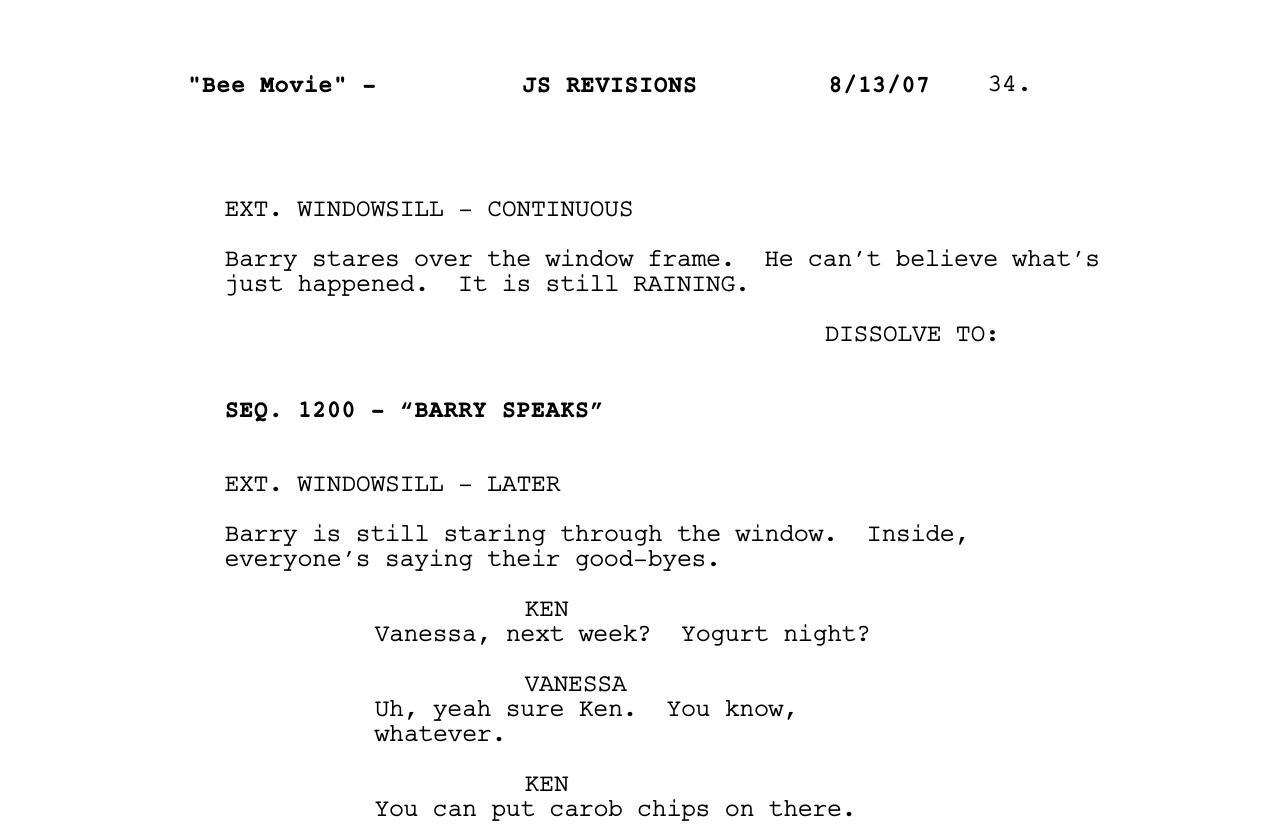 "Bee Movie" - JS REVISIONS 8/13/07 34.
EXT. WINDOWSILL - CONTINUOUS
Barry stares over the window frame.  He can’t believe what’s
just happened.  It is still RAINING.
DISSOLVE TO:
SEQ. 1200 - “BARRY SPEAKS”
EXT. WINDOWSILL - LATER
Barry is still staring through the window.  Inside,
everyone’s saying their good-byes.
KEN
Vanessa, next week?  Yogurt night?
VANESSA
Uh, yeah sure Ken.  You know,
whatever.
KEN
You can put carob chips on there.